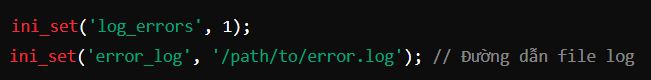 ini_set('log_errors', 1);
ini_set('error_log', '/path/to/error.log'); // Đường dẫn file log